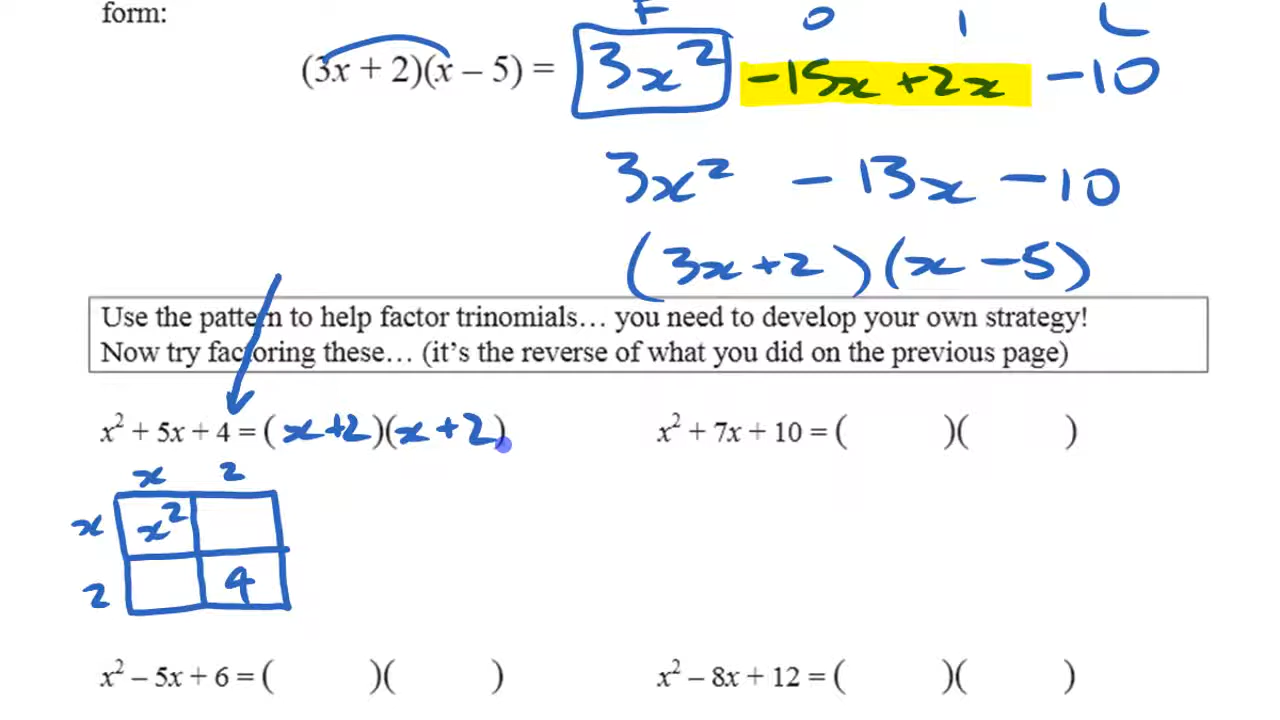 form:
F O I L
(3x + 2)(x – 5) = 3x² -15x +2x -10
3x² - 13x - 10
(3x+2)(x-5)
Use the pattern to help factor trinomials… you need to develop your own strategy!
Now try factoring these… (it’s the reverse of what you did on the previous page)
x² + 5x + 4 = (x+2)(x+2)
x² + 7x + 10 = ( )( )
x 2
x x²
2 4
x² – 5x + 6 = ( )( )
x² – 8x + 12 = ( )( )